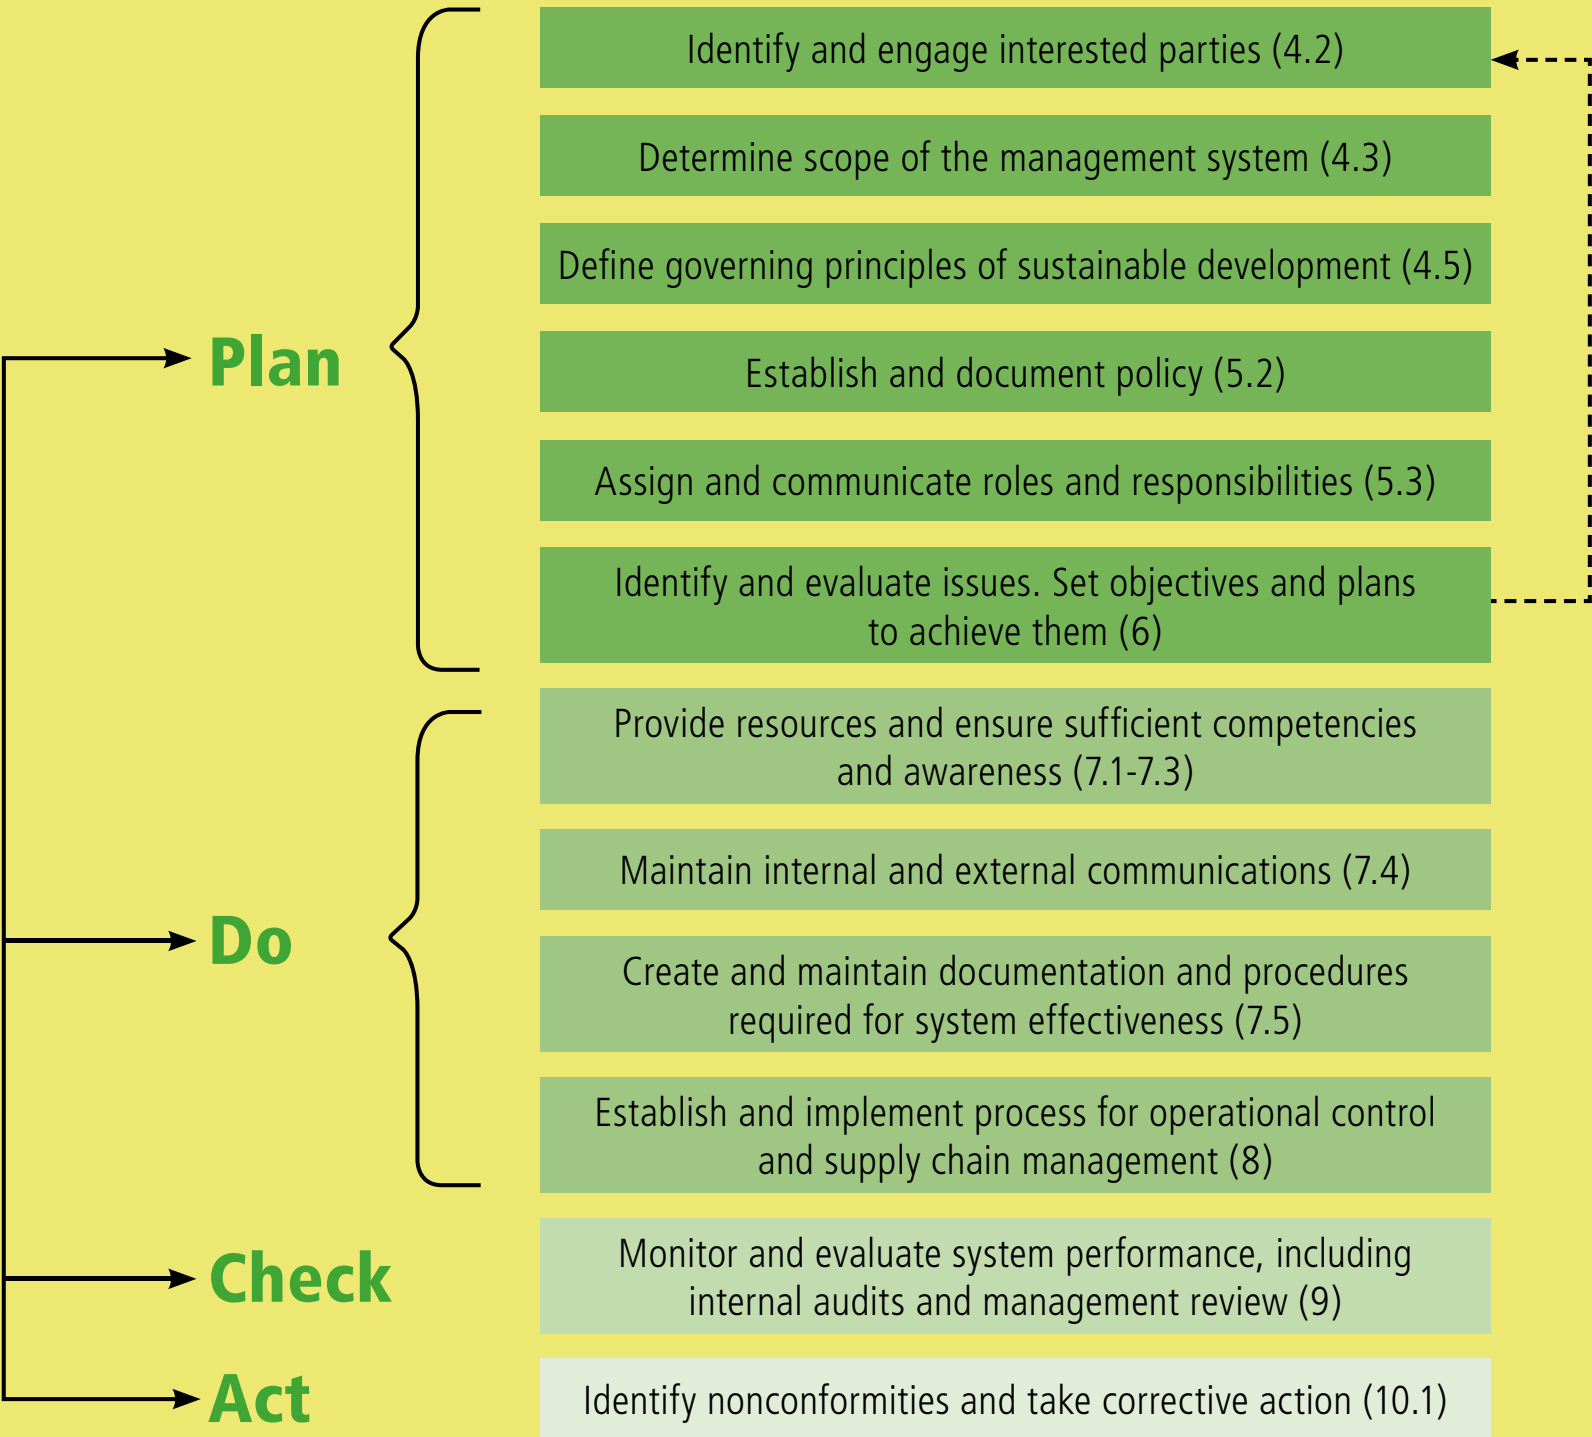 Identify and engage interested parties (4.2)
Determine scope of the management system (4.3)
Define governing principles of sustainable development (4.5)
Plan
Establish and document policy (5.2)
Assign and communicate roles and responsibilities (5.3)
Identify and evaluate issues. Set objectives and plans
to achieve them (6)
Provide resources and ensure sufficient competencies
and awareness (7.1-7.3)
Maintain internal and external communications (7.4)
Do
Create and maintain documentation and procedures
required for system effectiveness (7.5)
Establish and implement process for operational control
and supply chain management (8)
Check
Monitor and evaluate system performance, including
internal audits and management review (9)
Act
Identify nonconformities and take corrective action (10.1)